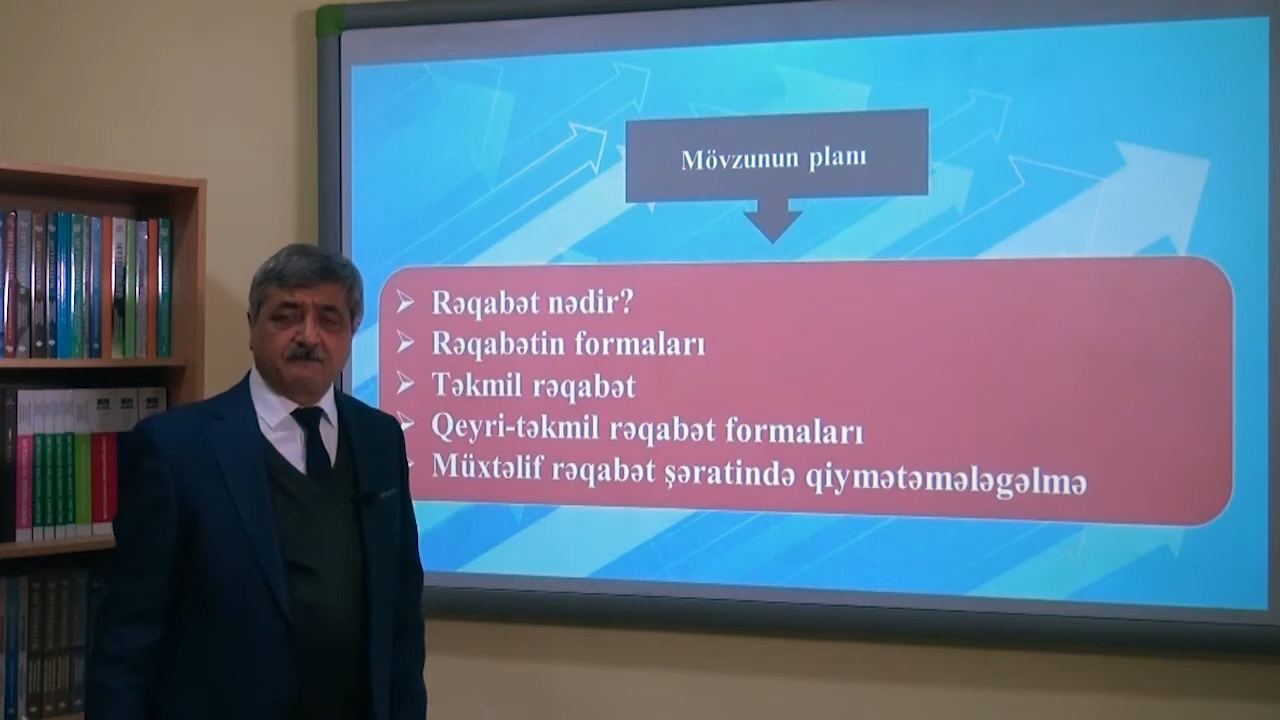 Mövzunun planı
Rəqabət nədir?
Rəqabətin formaları
Təkmil rəqabət
Qeyri-təkmil rəqabət formaları
Müxtəlif rəqabət şəratində qiymətəmələgəlmə